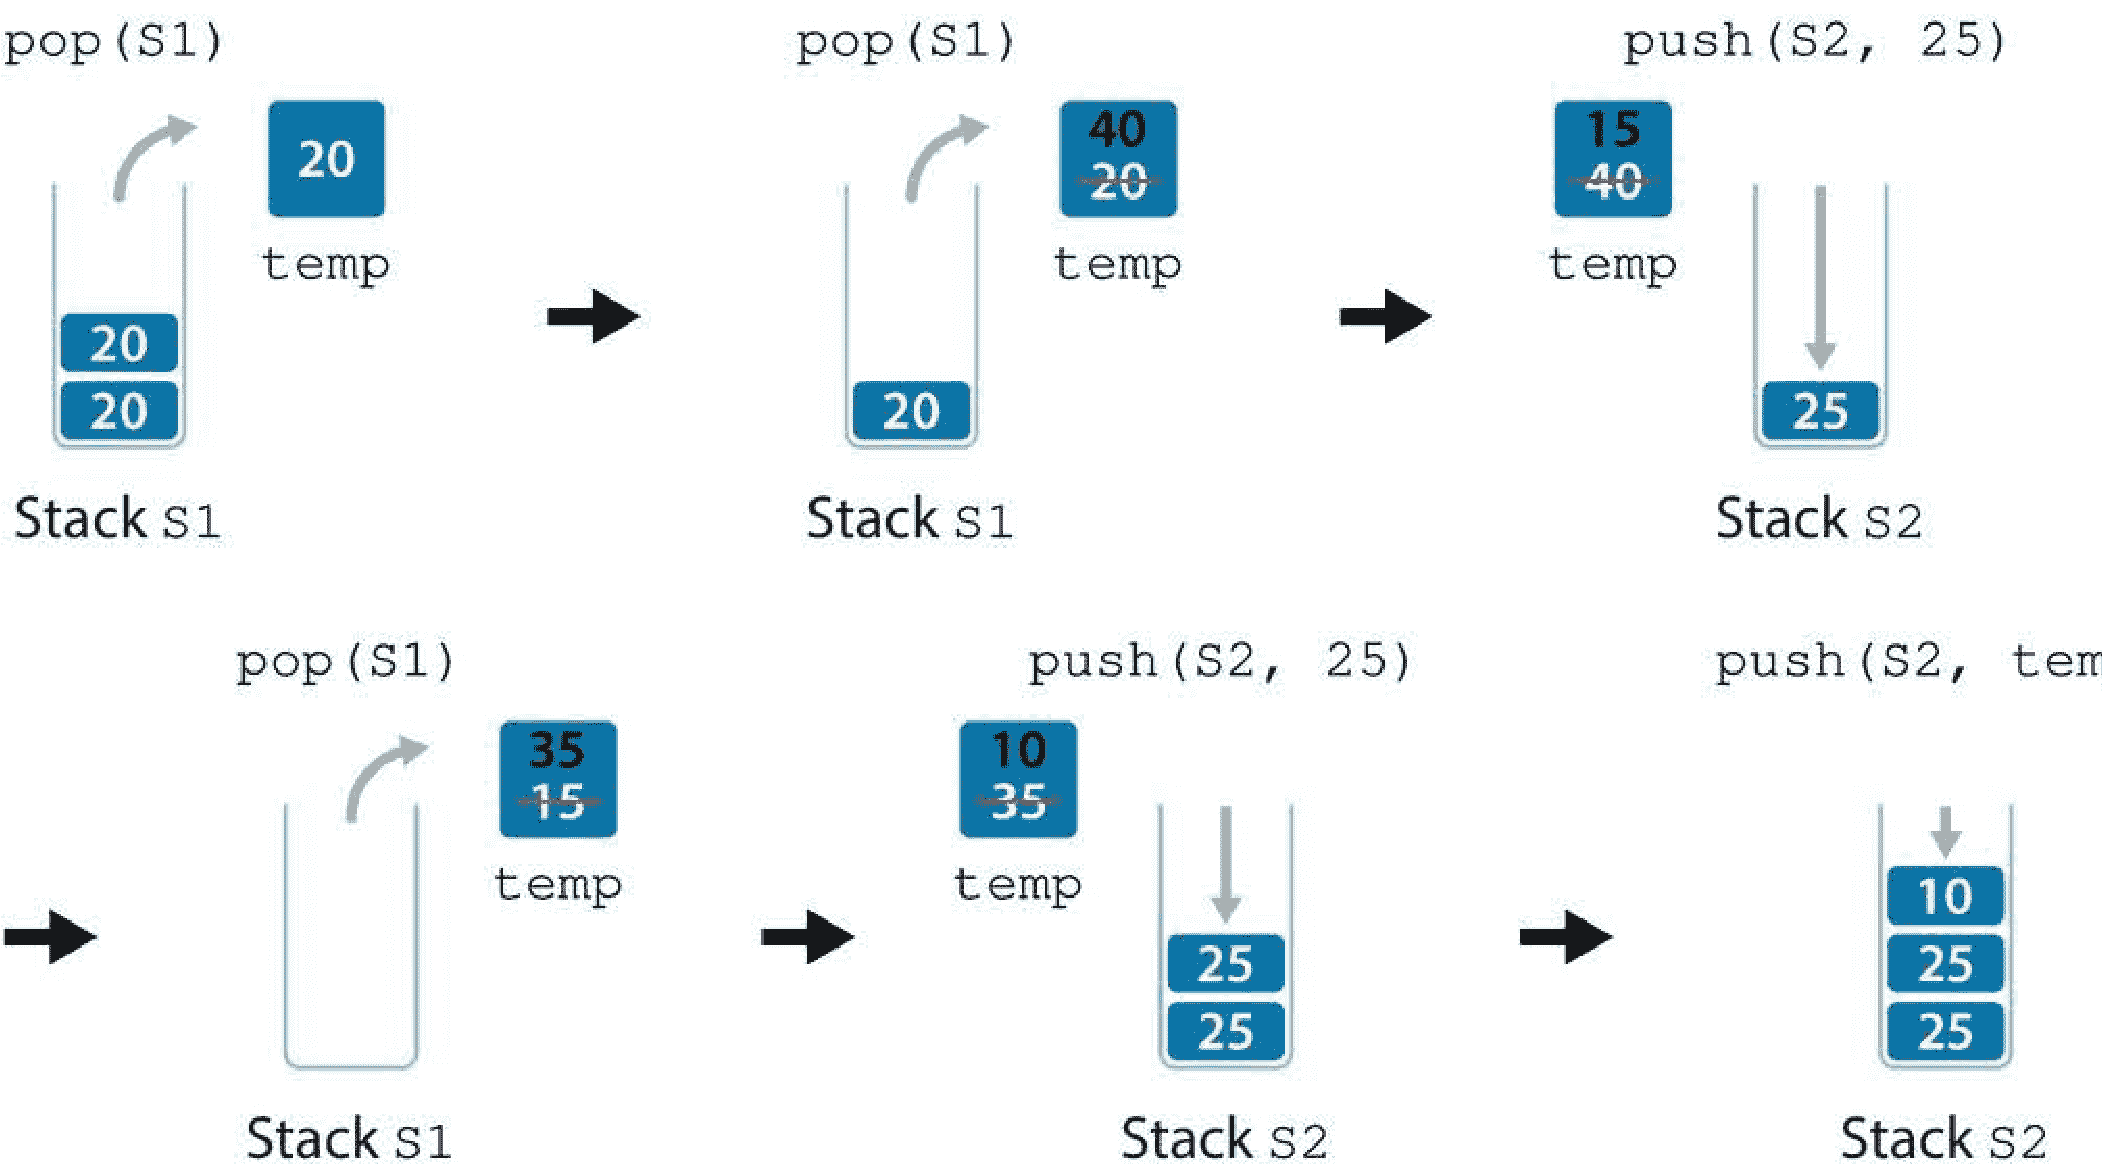 pop(S1)
20
temp
20
20
Stack S1
pop(S1)
40
20
temp
20
Stack S1
push(S2, 25)
15
40
temp
25
Stack S2
pop(S1)
35
15
temp
Stack S1
push(S2, 25)
10
35
temp
25
25
Stack S2
push(S2, tem
10
25
25
Stack S2